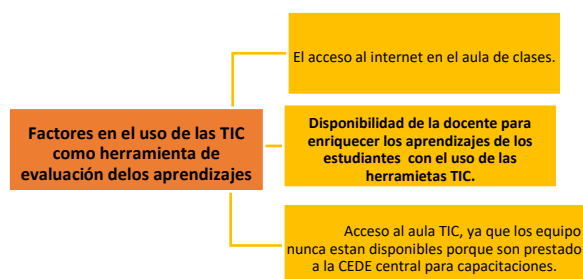 El acceso al internet en el aula de clases.
Factores en el uso de las TIC
como herramienta de
evaluación delos aprendizajes
Disponibilidad de la docente para
enriquecer los aprendizajes de los
estudiantes con el uso de las
herramietas TIC.
Acceso al aula TIC, ya que los equipo
nunca estan disponibles porque son prestado
a la CEDE central para capacitaciones.